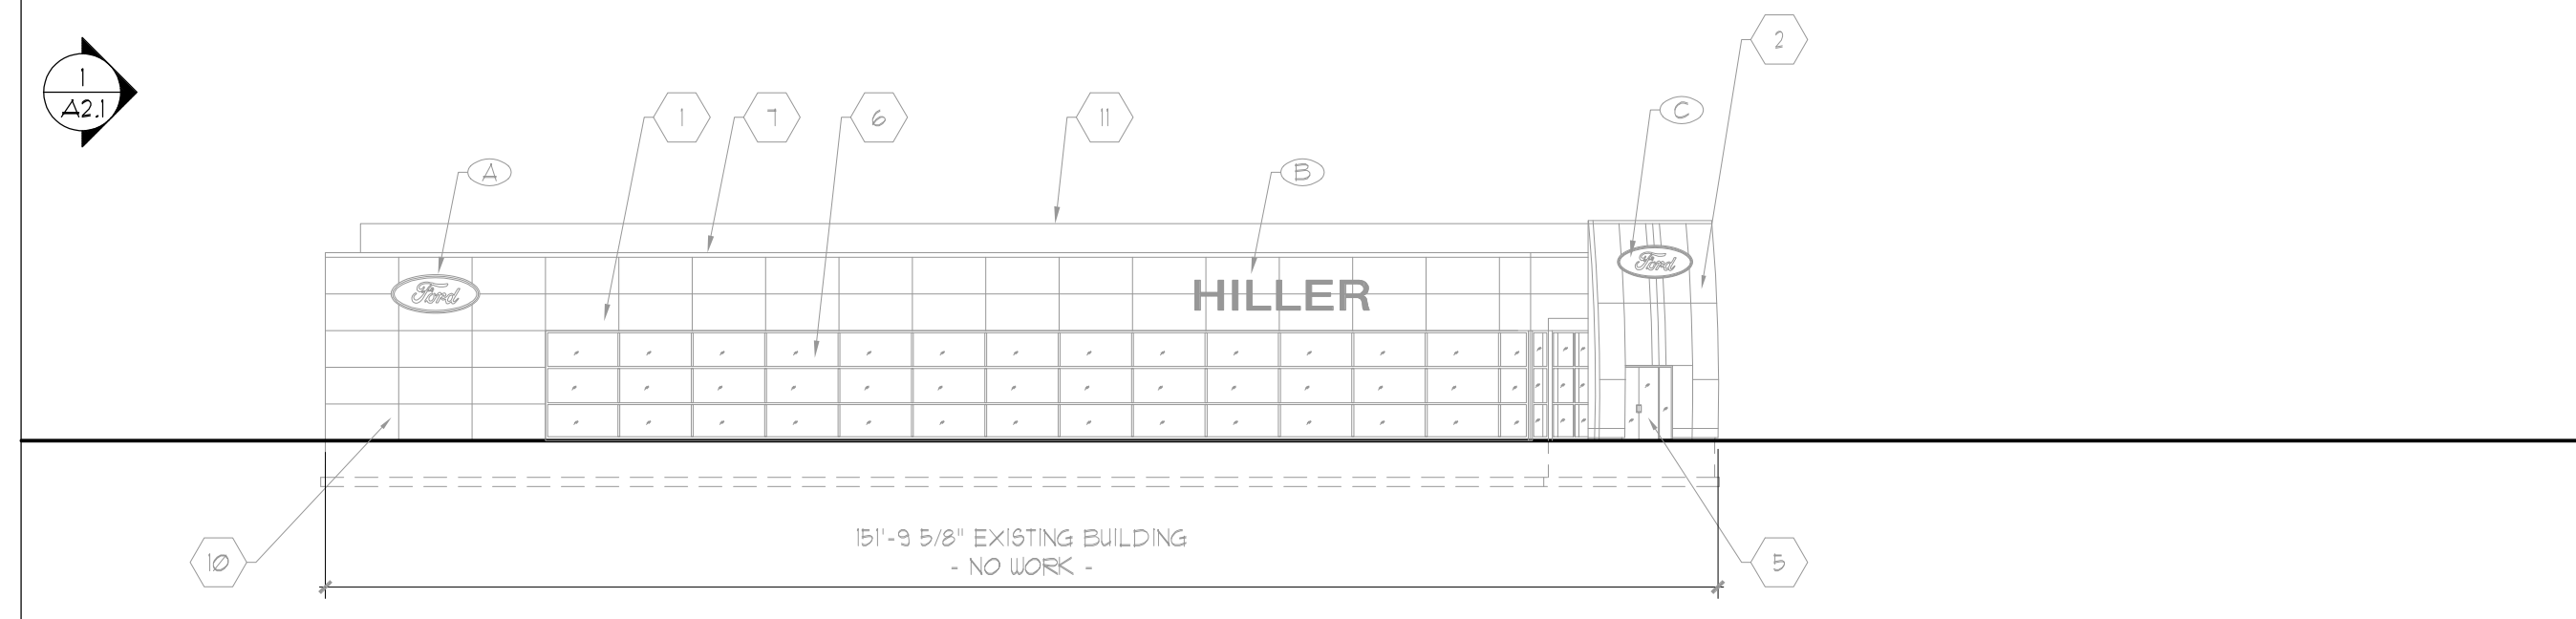 2
1
A2.1
1
7
6
11
C
A
B
Ford
Ford
HILLER
151'-9 5/8" EXISTING BUILDING
- NO WORK -
10
5